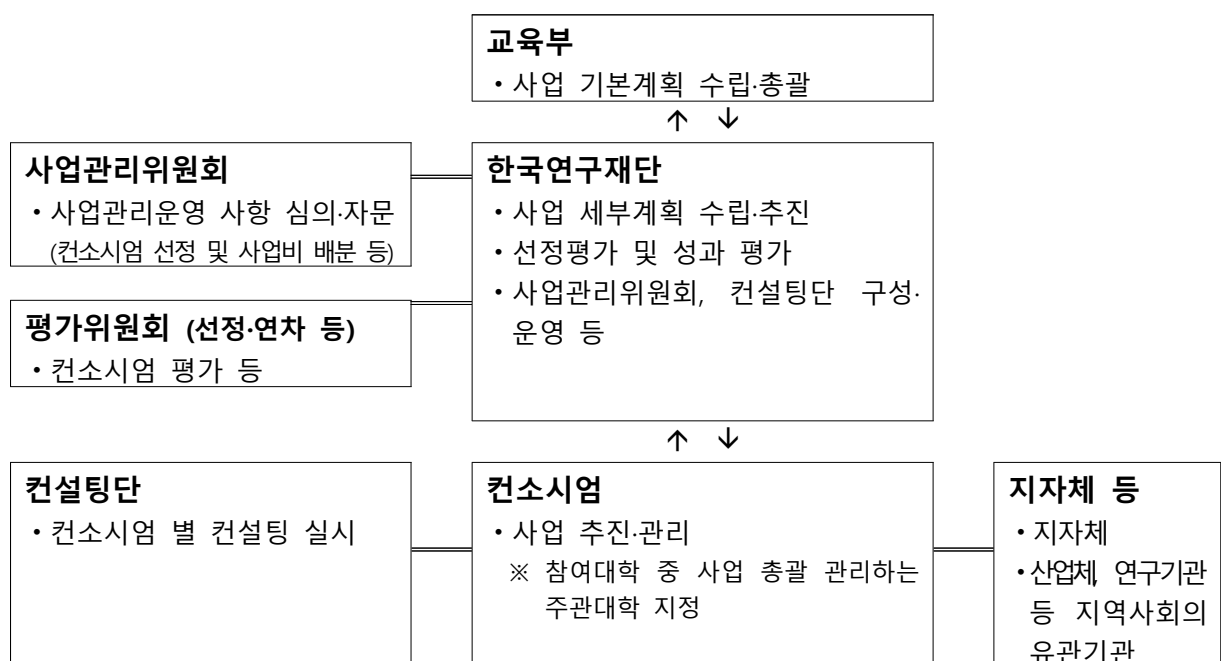 교육부
• 사업 기본계획 수립·총괄
↑ ↓
사업관리위원회
• 사업관리운영 사항 심의·자문
(컨소시엄 선정 및 사업비 배분 등)
평가위원회 (선정·연차 등)
• 컨소시엄 평가 등
한국연구재단
• 사업 세부계획 수립·추진
• 선정평가 및 성과 평가
• 사업관리위원회, 컨설팅단 구성·
운영 등
↑ ↓
컨설팅단
• 컨소시엄 별 컨설팅 실시
컨소시엄
• 사업 추진·관리
※ 참여대학 중 사업 총괄 관리하는
주관대학 지정
지자체 등
• 지자체
• 산업체, 연구기관
등 지역사회의
유관기관